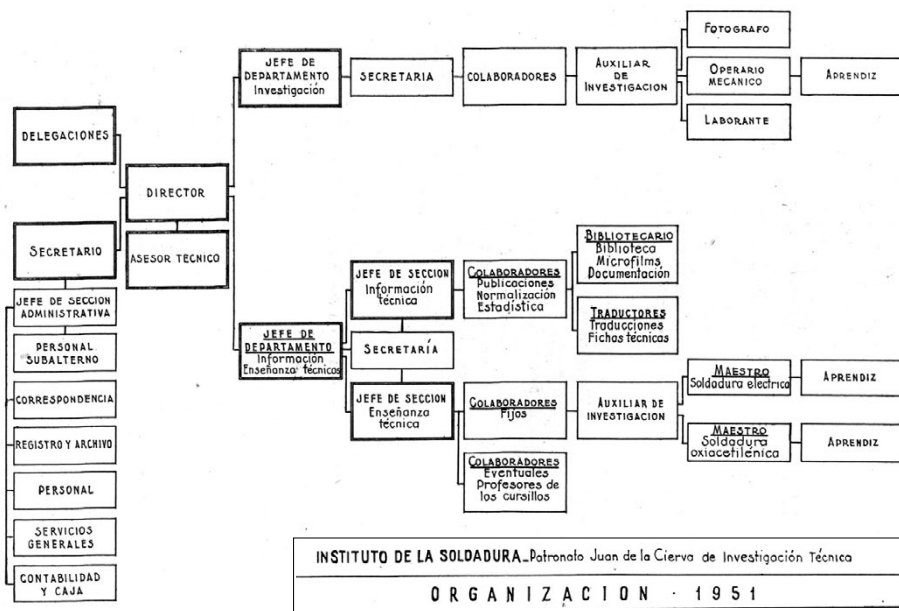 FOTOGRAFO
JEFE DE
DEPARTAMENTO
Investigación
SECRETARIA
COLABORADORES
AUXILIAR
DE
INVESTIGACION
OPERARIO
MECÁNICO
APRENDIZ
LABORANTE
DELEGACIONES
DIRECTOR
SECRETARIO
ASESOR TÉCNICO
JEFE DE SECCION
ADMINISTRATIVA
PERSONAL
SUBALTERNO
CORRESPONDENCIA
REGISTRO Y ARCHIVO
PERSONAL
SERVICIOS
GENERALES
CONTABILIDAD
Y CAJA
JEFE DE
DEPARTAMENTO
Información
Enseñanza técnicas
JEFE DE SECCION
Información
técnica
SECRETARÍA
JEFE DE SECCION
Enseñanza
técnica
COLABORADORES
Publicaciones
Normalización
Estadística
BIBLIOTECARIO
Biblioteca
Microfilms
Documentación
TRADUCTORES
Traducciones
Fichas técnicas
COLABORADORES
Fijos
AUXILIAR DE
INVESTIGACION
MAESTRO
Soldadura electrica
APRENDIZ
MAESTRO
Soldadura
oxiacetilénica
APRENDIZ
COLABORADORES
Eventuales
Profesores de
los cursillos
INSTITUTO DE LA SOLDADURA_Patronato Juan de la Cierva de Investigación Técnica
ORGANIZACION · 1951